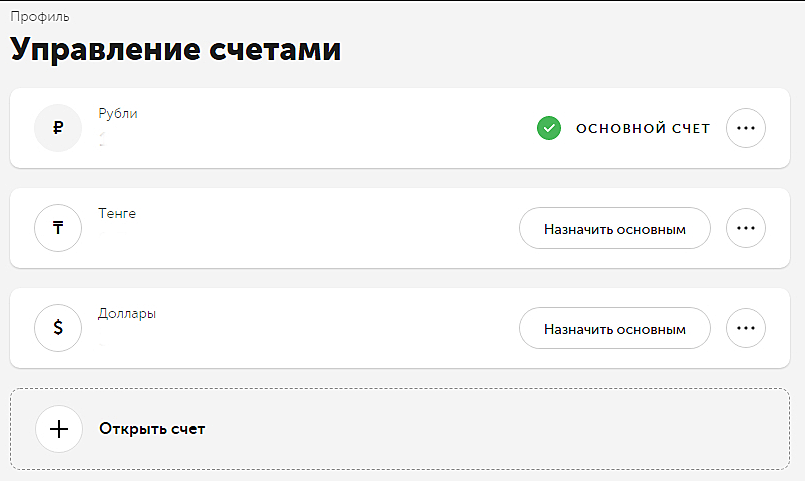 Профиль
Управление счетами
₽ Рубли ОСНОВНОЙ СЧЕТ
₸ Тенге Назначить основным
$ Доллары Назначить основным
Открыть счет